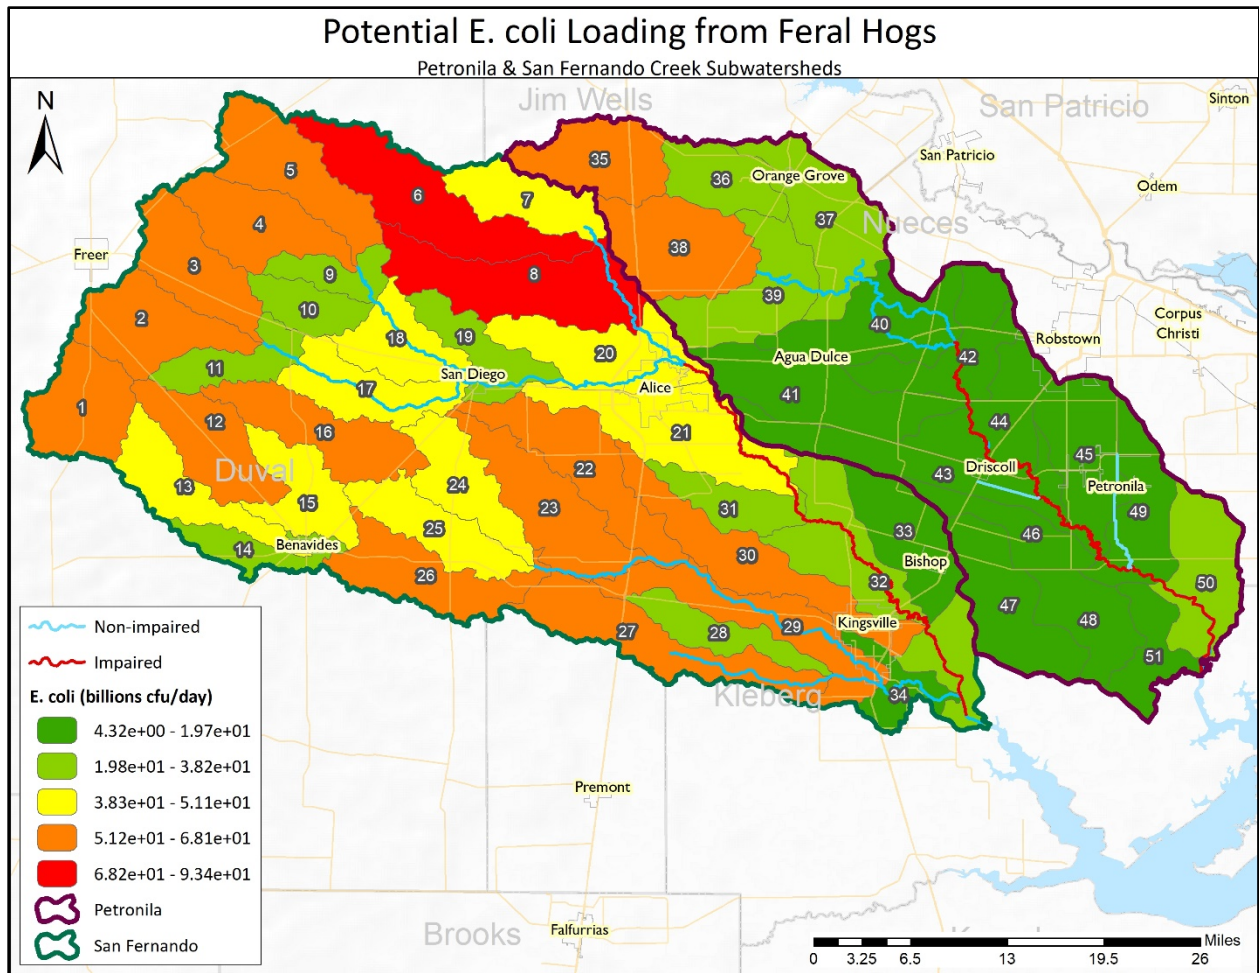 Potential E. coli Loading from Feral Hogs
Petronila & San Fernando Creek Subwatersheds
N
Jim Wells
San Patricio
Sinton
San Patricio
Odem
35
36
Orange Grove
5
6
7
37
Nueces
4
38
Freer
3
9
8
39
2
10
19
40
Corpus
Christi
18
20
Robstown
42
11
San Diego
Agua Dulce
17
Alice
41
1
12
16
21
44
45
Duval
22
Driscoll
43
13
24
Petronila
15
23
31
49
25
33
46
14
Benavides
30
Bishop
26
32
50
47
48
27
28
29
Kingsville
51
Kleberg
34
Premont
Brooks
Falfurrias
Non-impaired
Impaired
E. coli (billions cfu/day)
4.32e+00 - 1.97e+01
1.98e+01 - 3.82e+01
3.83e+01 - 5.11e+01
5.12e+01 - 6.81e+01
6.82e+01 - 9.34e+01
Petronila
San Fernando
Miles
0 3.25 6.5 13 19.5 26